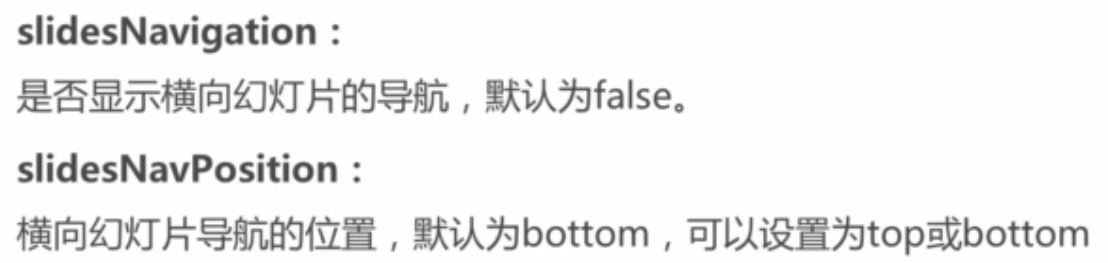 slidesNavigation：
是否显示横向幻灯片的导航，默认为false。
slidesNavPosition：
横向幻灯片导航的位置，默认为bottom，可以设置为top或bottom